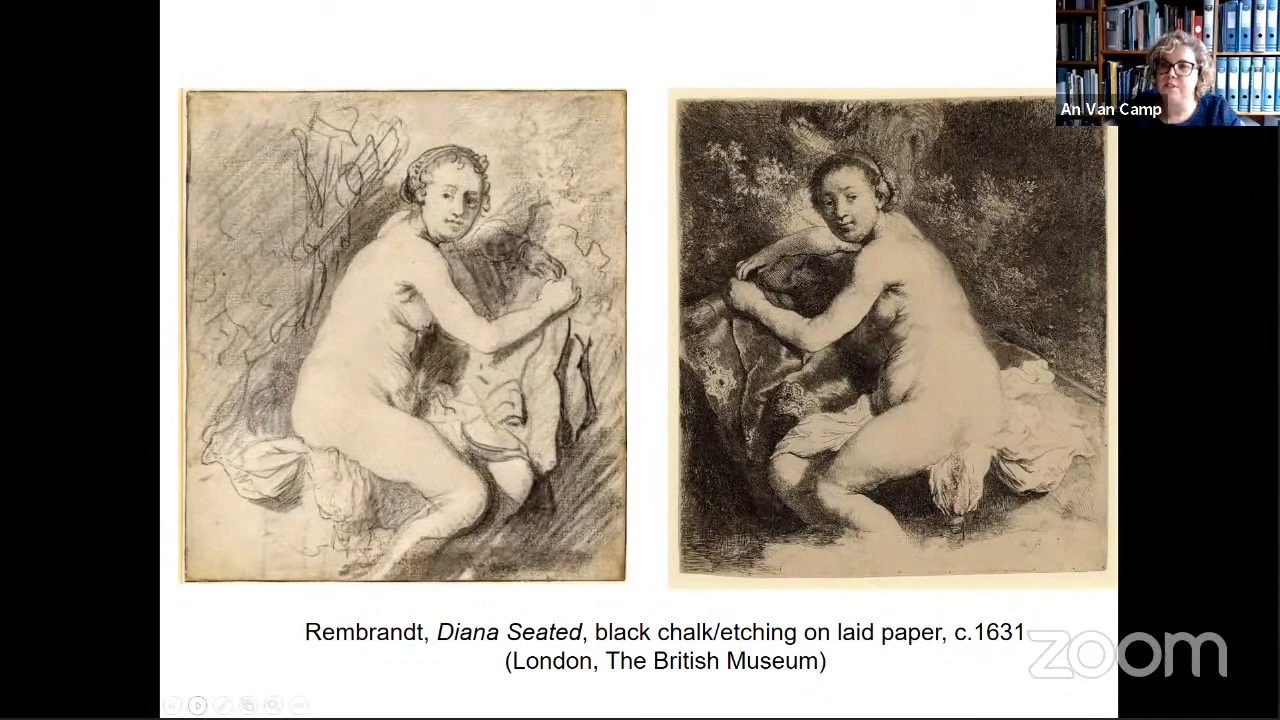 An Van Camp
Rembrandt, Diana Seated, black chalk/etching on laid paper, c.1631
(London, The British Museum)
zoom